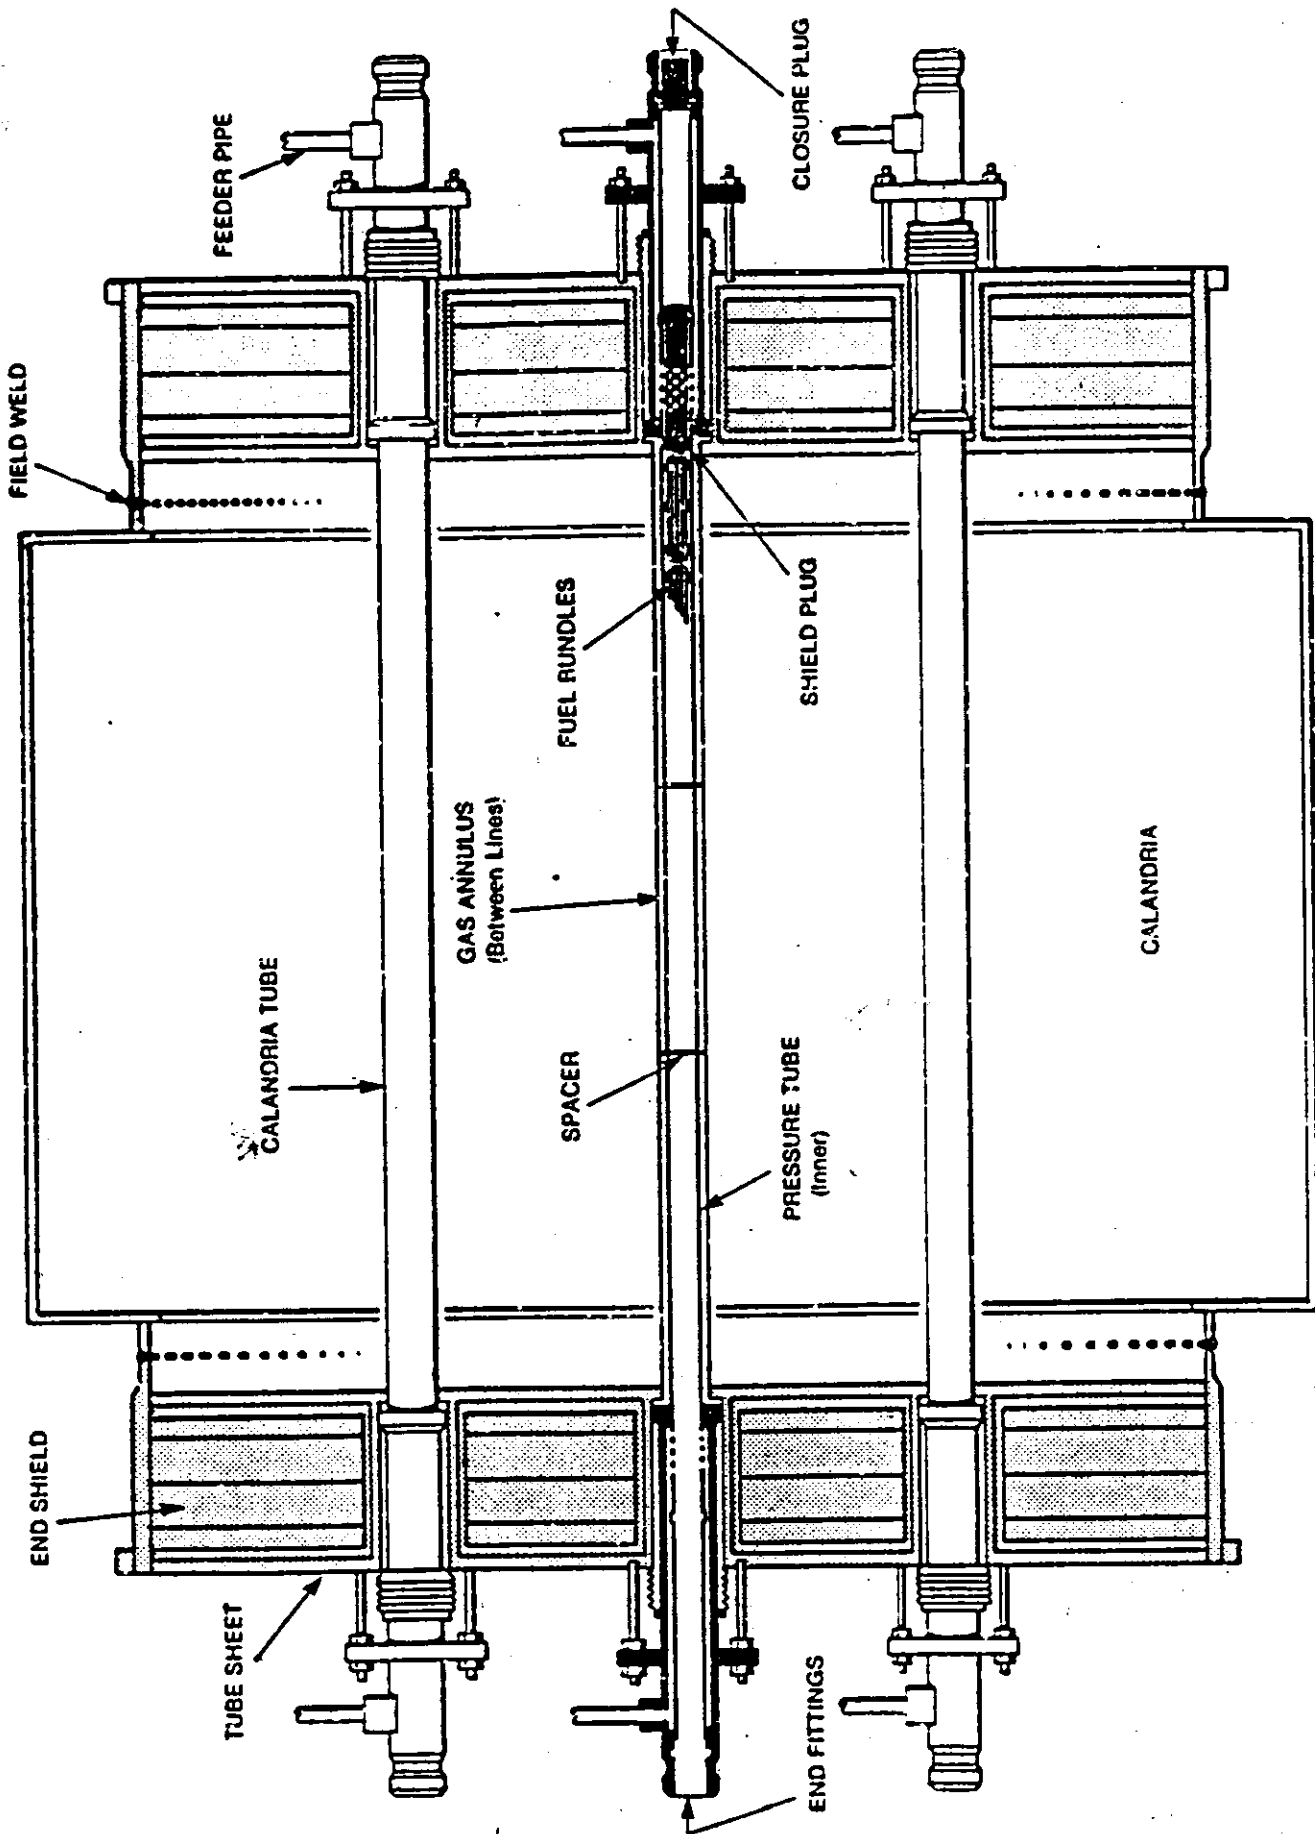 END SHIELD
FIELD WELD
TUBE SHEET
FEEDER PIPE
CALANDRIA TUBE
GAS ANNULUS
(Between Lines)
SPACER
FUEL RUNDLES
END FITTINGS
PRESSURE TUBE
(Inner)
SHIELD PLUG
CLOSURE PLUG
CALANDRIA